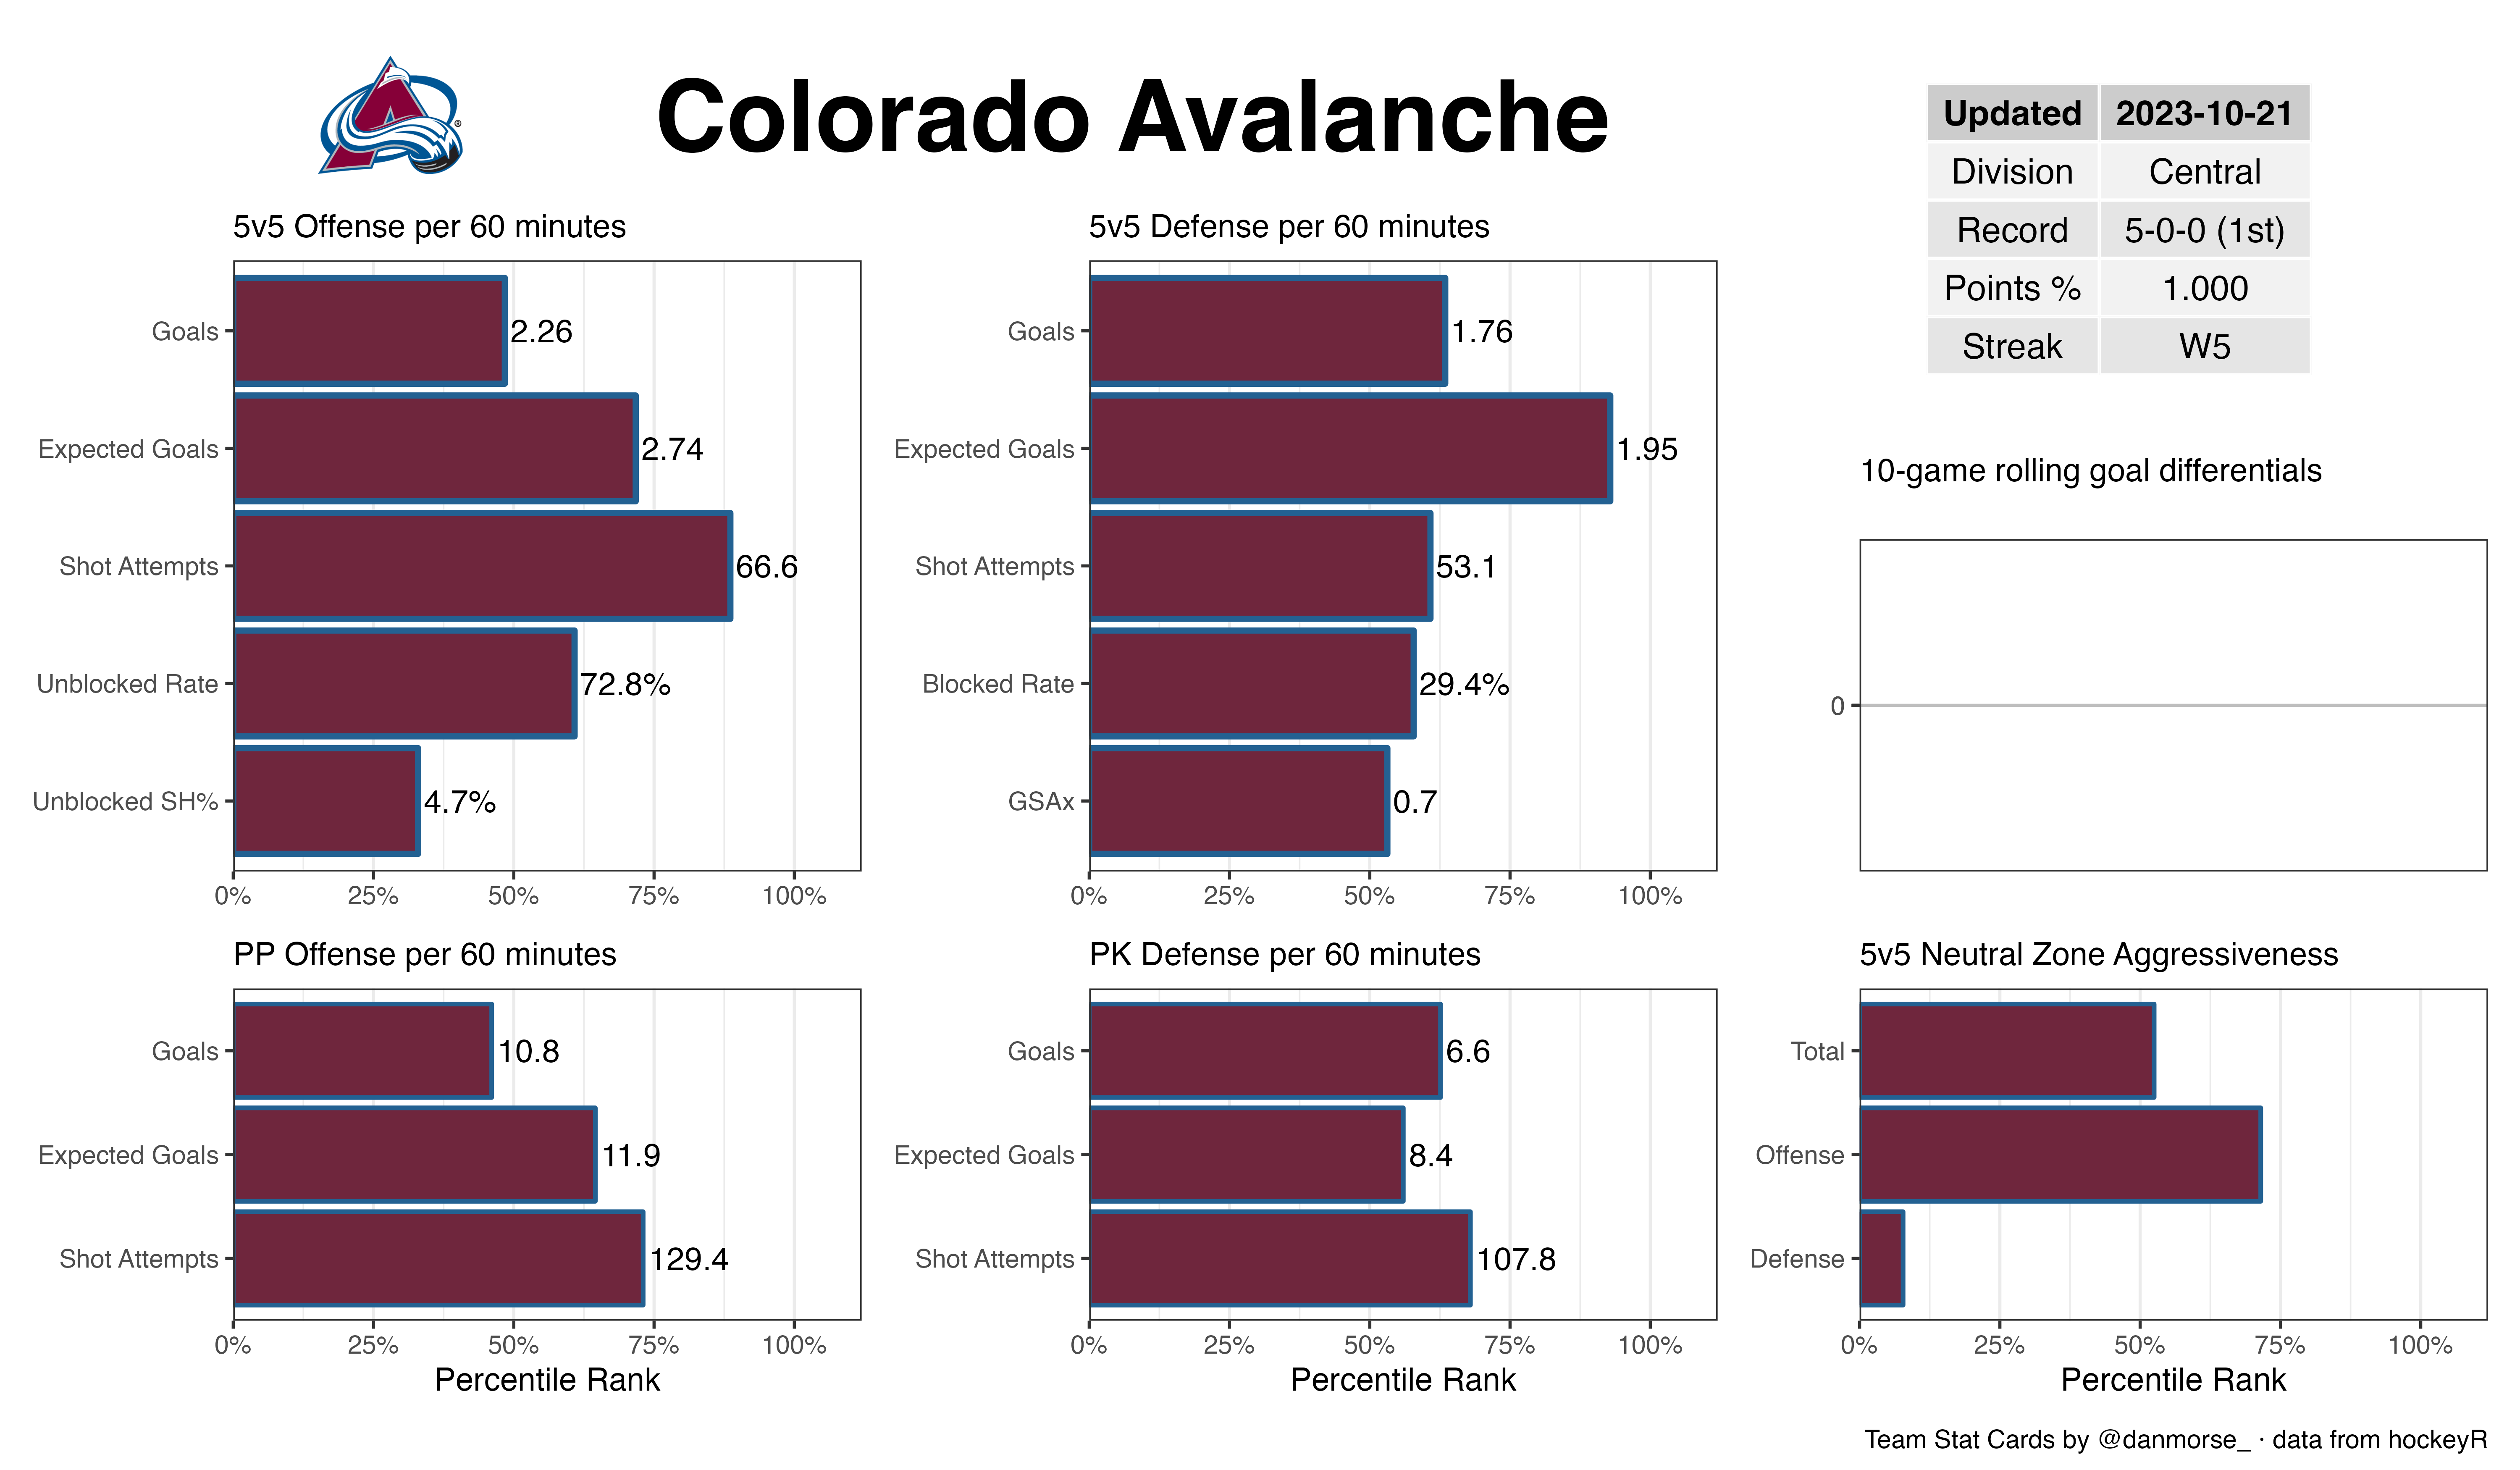 Colorado Avalanche
Updated 2023-10-21
Division Central
Record 5-0-0 (1st)
Points % 1.000
Streak W5
5v5 Offense per 60 minutes
Goals 2.26
Expected Goals 2.74
Shot Attempts 66.6
Unblocked Rate 72.8%
Unblocked SH% 4.7%
0% 25% 50% 75% 100%
5v5 Defense per 60 minutes
Goals 1.76
Expected Goals 1.95
Shot Attempts 53.1
Blocked Rate 29.4%
GSAx 0.7
0% 25% 50% 75% 100%
10-game rolling goal differentials
0
PP Offense per 60 minutes
Goals 10.8
Expected Goals 11.9
Shot Attempts 129.4
0% 25% 50% 75% 100%
Percentile Rank
PK Defense per 60 minutes
Goals 6.6
Expected Goals 8.4
Shot Attempts 107.8
0% 25% 50% 75% 100%
Percentile Rank
5v5 Neutral Zone Aggressiveness
Total
Offense
Defense
0% 25% 50% 75% 100%
Percentile Rank
Team Stat Cards by @danmorse_ · data from hockeyR